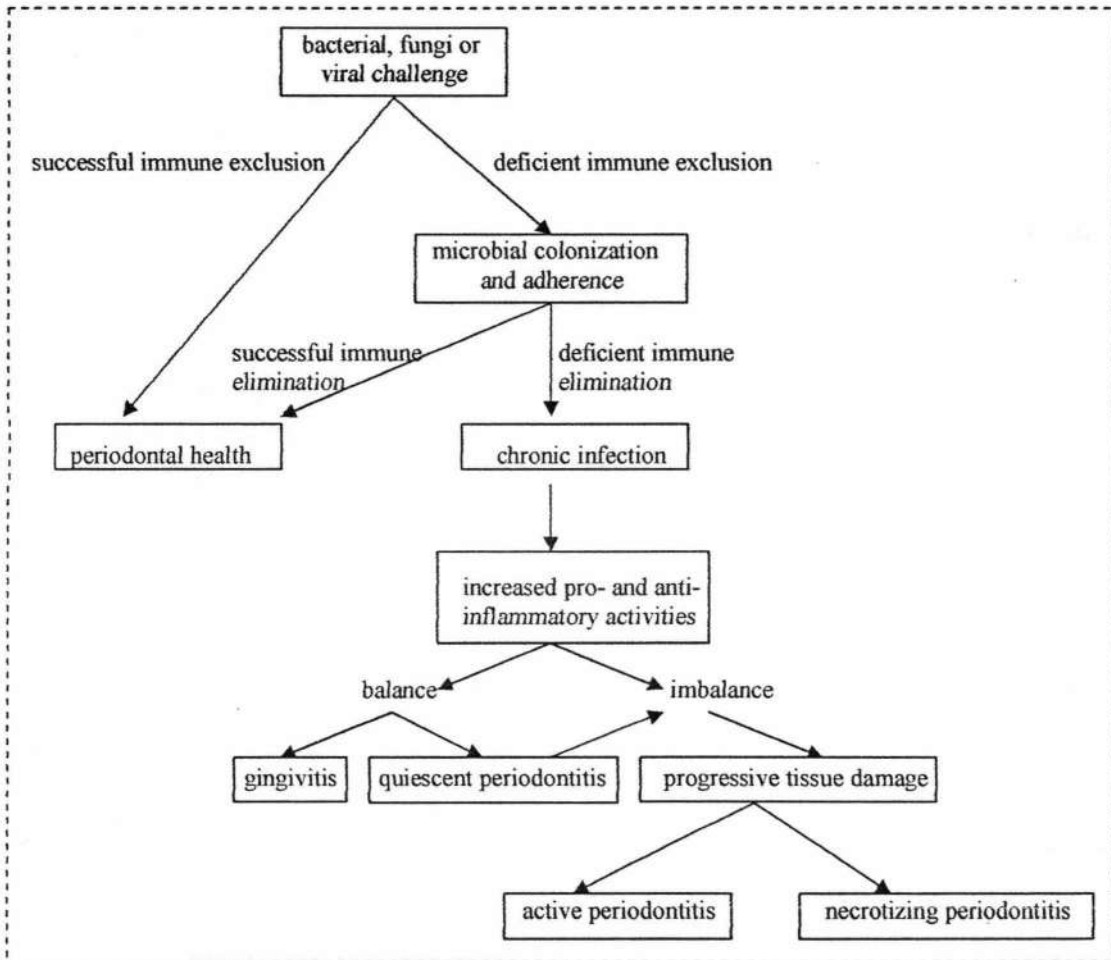 bacterial, fungi or
viral challenge
successful immune exclusion
deficient immune exclusion
microbial colonization
and adherence
successful immune
elimination
deficient immune
elimination
periodontal health
chronic infection
increased pro- and anti-
inflammatory activities
balance
imbalance
gingivitis
quiescent periodontitis
progressive tissue damage
active periodontitis
necrotizing periodontitis